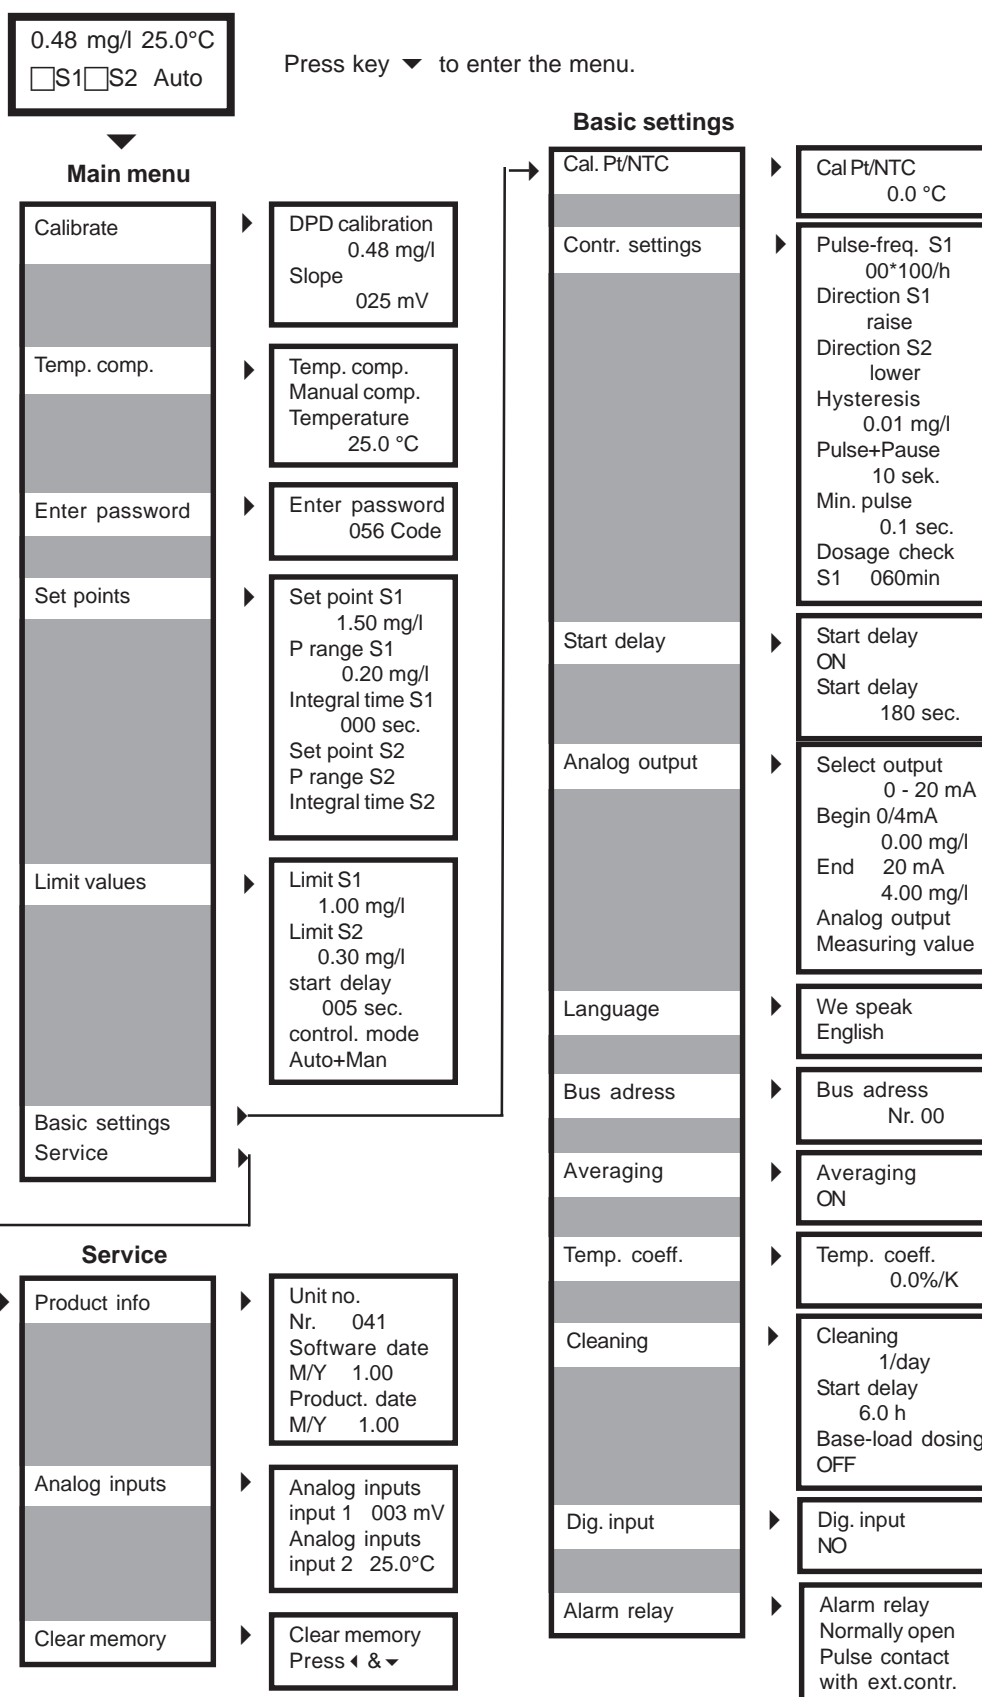 0.48 mg/l 25.0°C
S1 S2 Auto
Press key to enter the menu.
Main menu
Calibrate
DPD calibration
0.48 mg/l
Slope
025 mV
Temp. comp.
Temp. comp.
Manual comp.
Temperature
25.0 °C
Enter password
Enter password
056 Code
Set points
Set point S1
1.50 mg/l
P range S1
0.20 mg/l
Integral time S1
000 sec.
Set point S2
P range S2
Integral time S2
Limit values
Limit S1
1.00 mg/l
Limit S2
0.30 mg/l
start delay
005 sec.
control. mode
Auto+Man
Basic settings
Service
Service
Product info
Unit no.
Nr. 041
Software date
M/Y 1.00
Product. date
M/Y 1.00
Analog inputs
Analog inputs
input 1 003 mV
Analog inputs
input 2 25.0°C
Clear memory
Clear memory
Press &
Basic settings
Cal. Pt/NTC
Cal Pt/NTC
0.0 °C
Contr. settings
Pulse-freq. S1
00*100/h
Direction S1
raise
Direction S2
lower
Hysteresis
0.01 mg/l
Pulse+Pause
10 sek.
Min. pulse
0.1 sec.
Dosage check
S1 060min
Start delay
Start delay
ON
Start delay
180 sec.
Analog output
Select output
0 - 20 mA
Begin 0/4mA
0.00 mg/l
End 20 mA
4.00 mg/l
Analog output
Measuring value
Language
We speak
English
Bus adress
Bus adress
Nr. 00
Averaging
Averaging
ON
Temp. coeff.
Temp. coeff.
0.0%/K
Cleaning
Cleaning
1/day
Start delay
6.0 h
Base-load dosing
OFF
Dig. input
Dig. input
NO
Alarm relay
Alarm relay
Normally open
Pulse contact
with ext.contr.